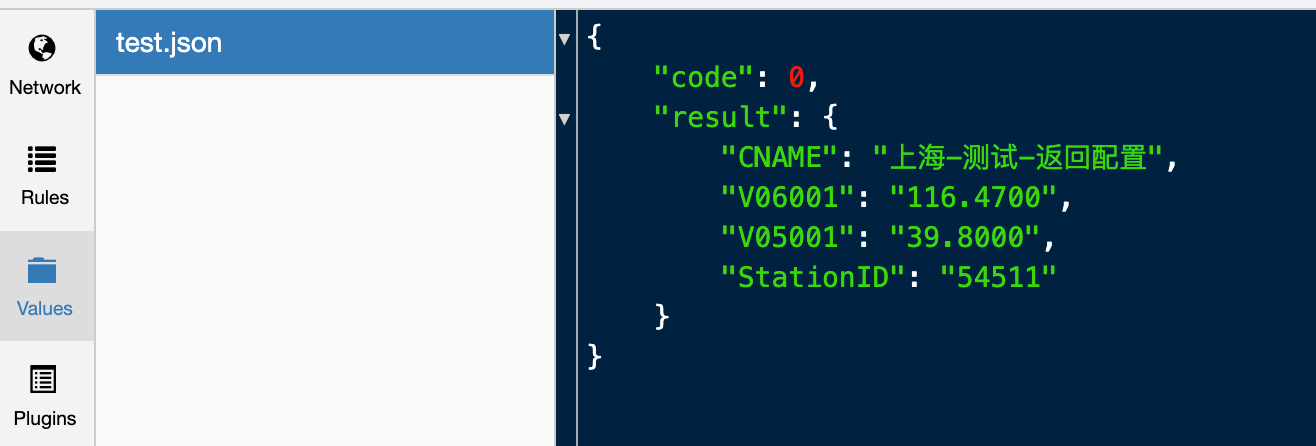 Network
Rules
Values
Plugins
test.json
{
    "code": 0,
    "result": {
        "CNAME": "上海-测试-返回配置",
        "V06001": "116.4700",
        "V05001": "39.8000",
        "StationID": "54511"
    }
}